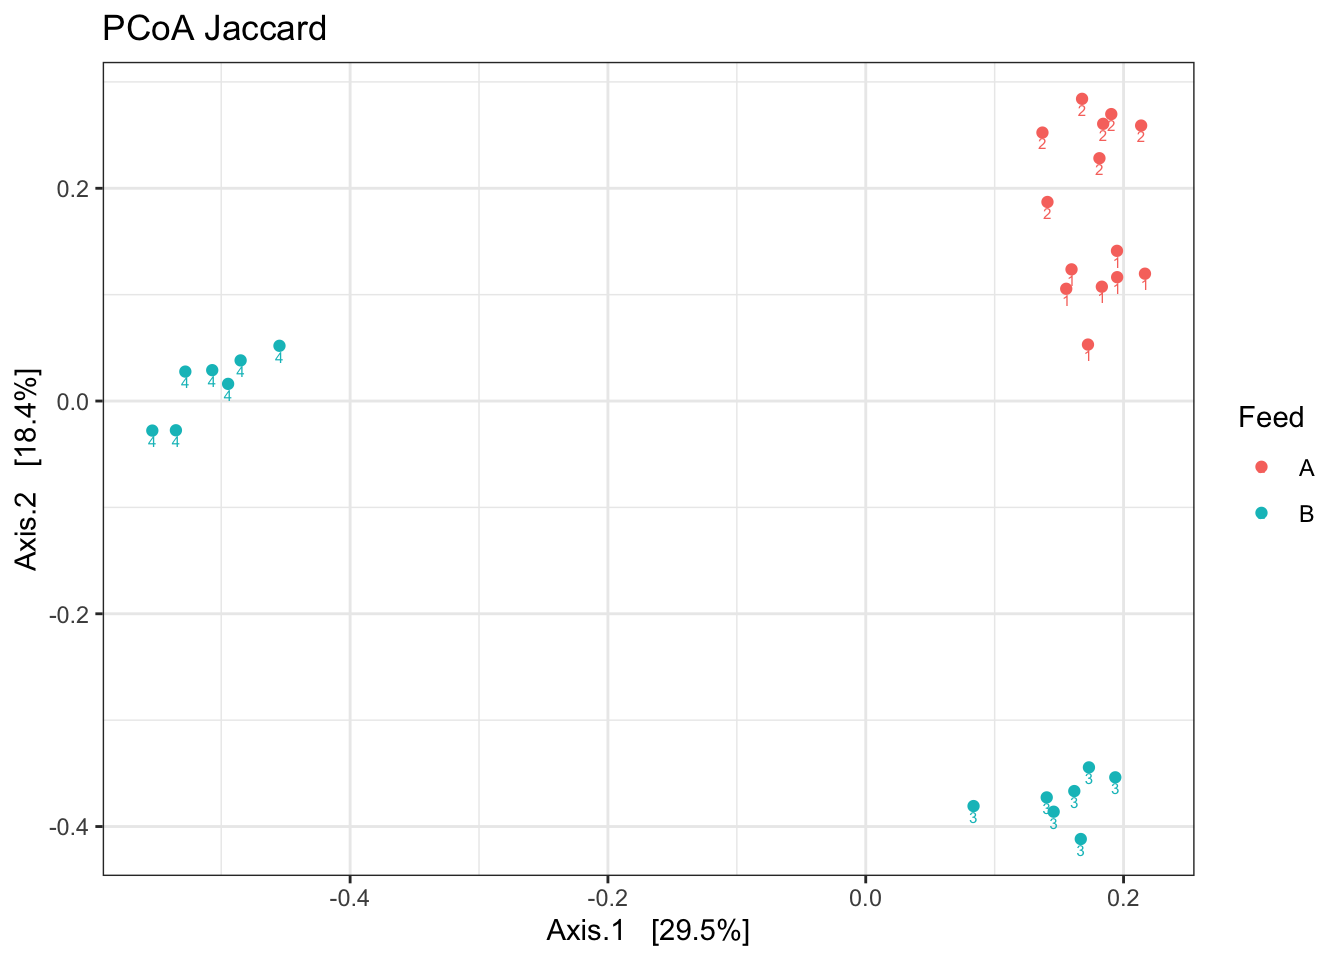 PCoA Jaccard
2 2
2 2 2
2
2
1
1 1 1
1 1
1
0.2
0.0
-0.2
-0.4
4
4 4 4
4
4 4
3 3
3 3
3 3
3
-0.4 -0.2 0.0 0.2
Axis.1 [29.5%]
Axis.2 [18.4%]
Feed
A
B